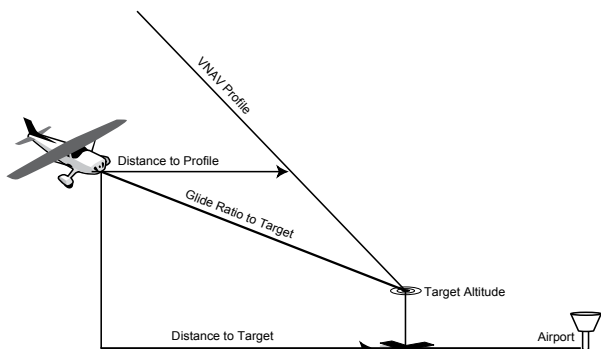 VNAV Profile
Distance to Profile
Glide Ratio to Target
Target Altitude
Distance to Target
Airport